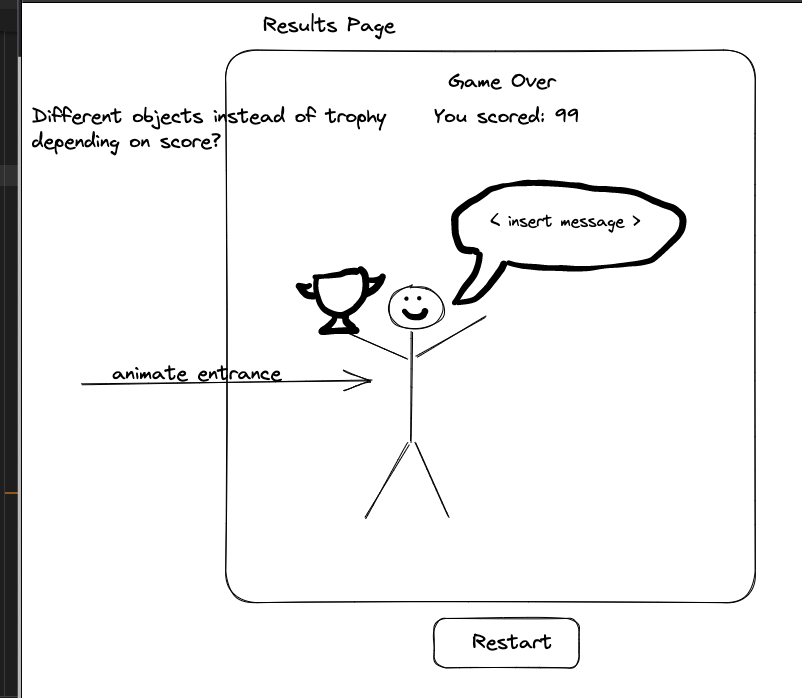 Results Page
Game Over
Different objects instead of trophy
depending on score?
You scored: 99
< insert message >
animate entrance
Restart